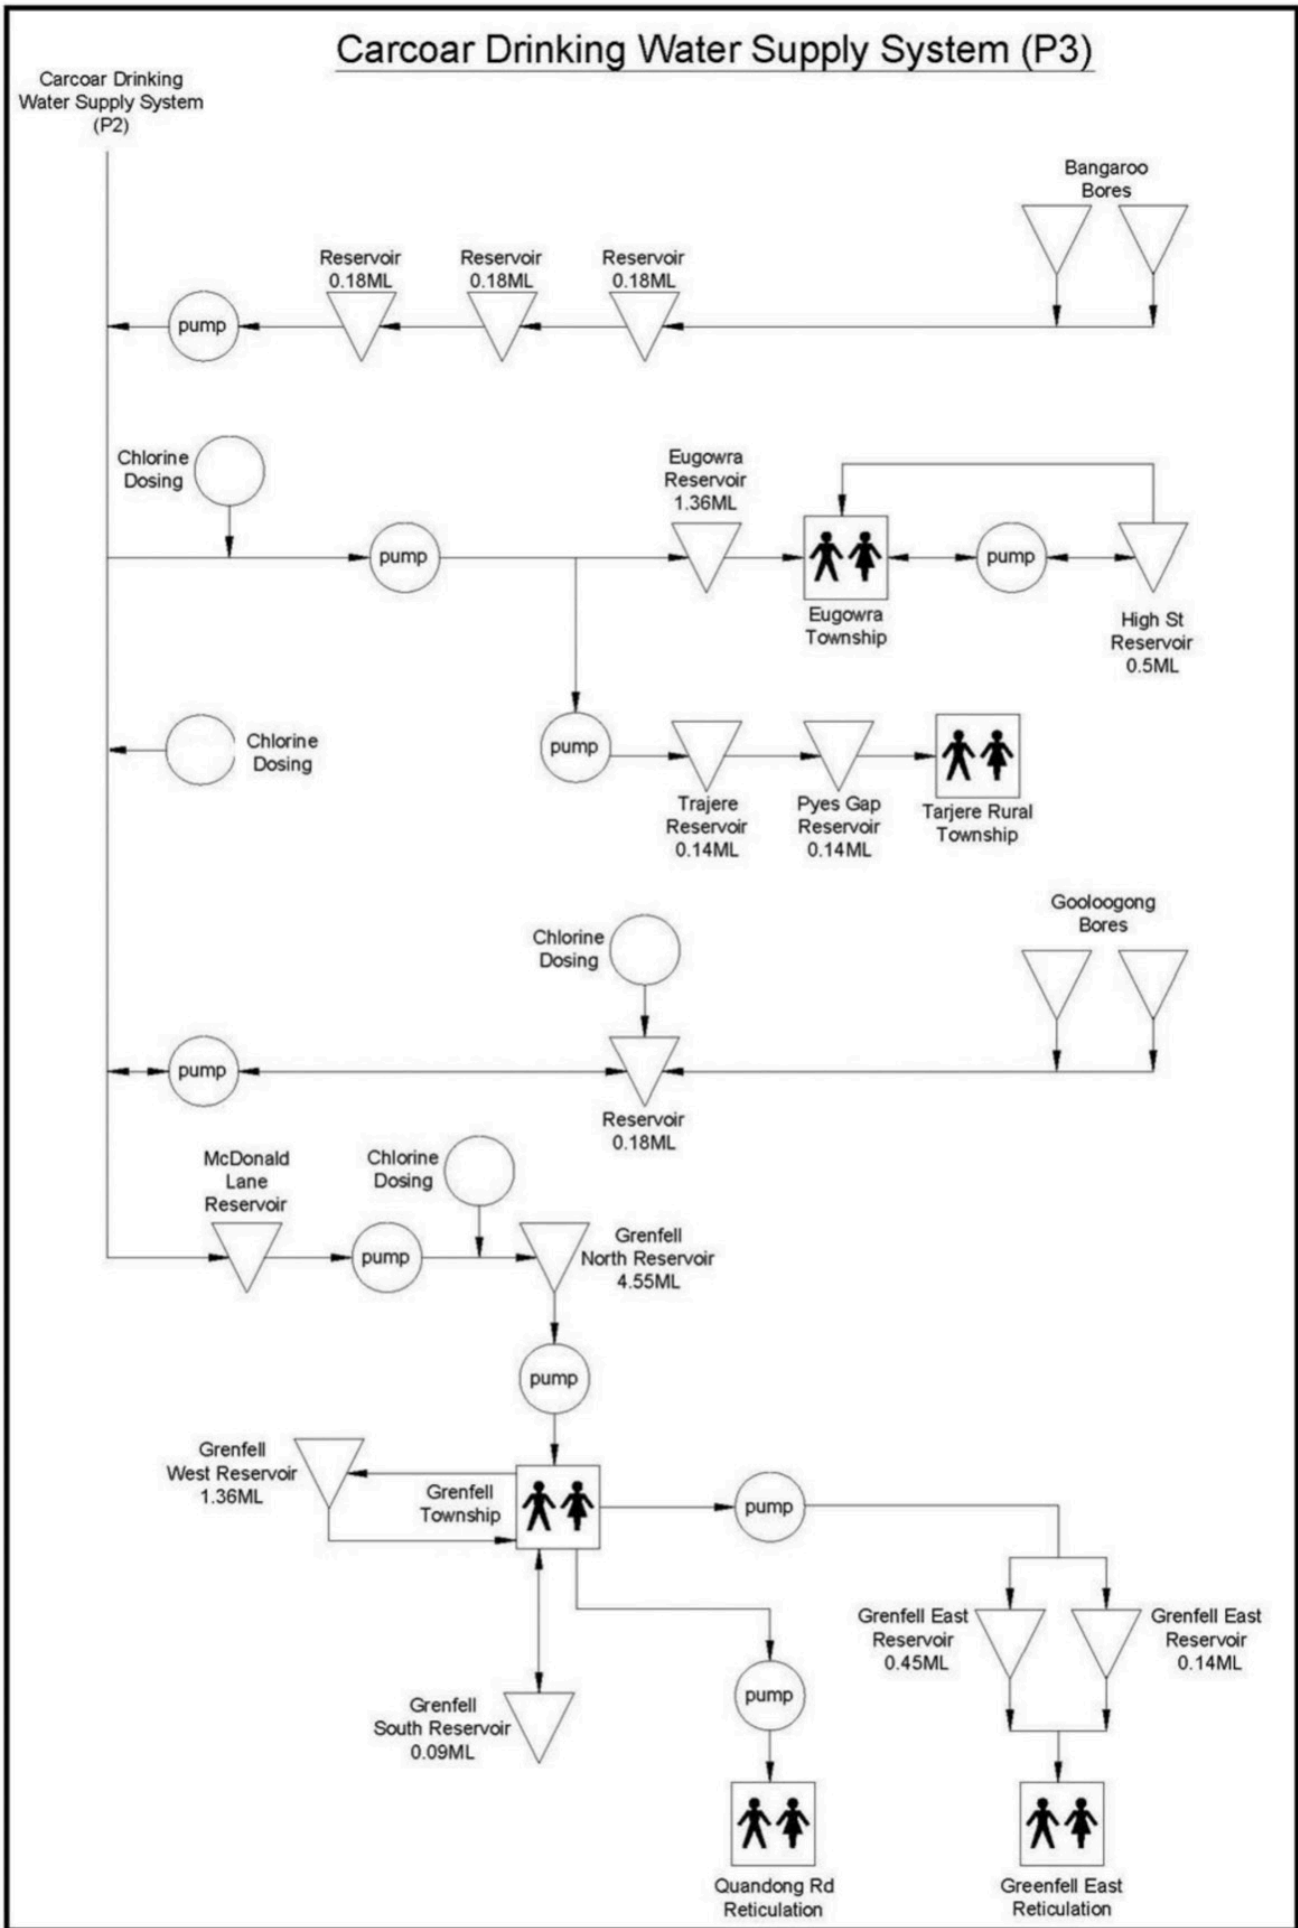 Carcoar Drinking Water Supply System (P3)
Carcoar Drinking
Water Supply System
(P2)
Bangaroo
Bores
Reservoir
0.18ML
Reservoir
0.18ML
Reservoir
0.18ML
pump
Chlorine
Dosing
pump
Eugowra
Reservoir
1.36ML
Eugowra
Township
pump
High St
Reservoir
0.5ML
Chlorine
Dosing
pump
Trajere
Reservoir
0.14ML
Pyes Gap
Reservoir
0.14ML
Tarjere Rural
Township
Gooloogong
Bores
Chlorine
Dosing
pump
Reservoir
0.18ML
McDonald
Lane
Reservoir
pump
Chlorine
Dosing
Grenfell
North Reservoir
4.55ML
pump
Grenfell
West Reservoir
1.36ML
Grenfell
Township
pump
Grenfell East
Reservoir
0.45ML
Grenfell East
Reservoir
0.14ML
Grenfell
South Reservoir
0.09ML
pump
Quandong Rd
Reticulation
Greenfell East
Reticulation